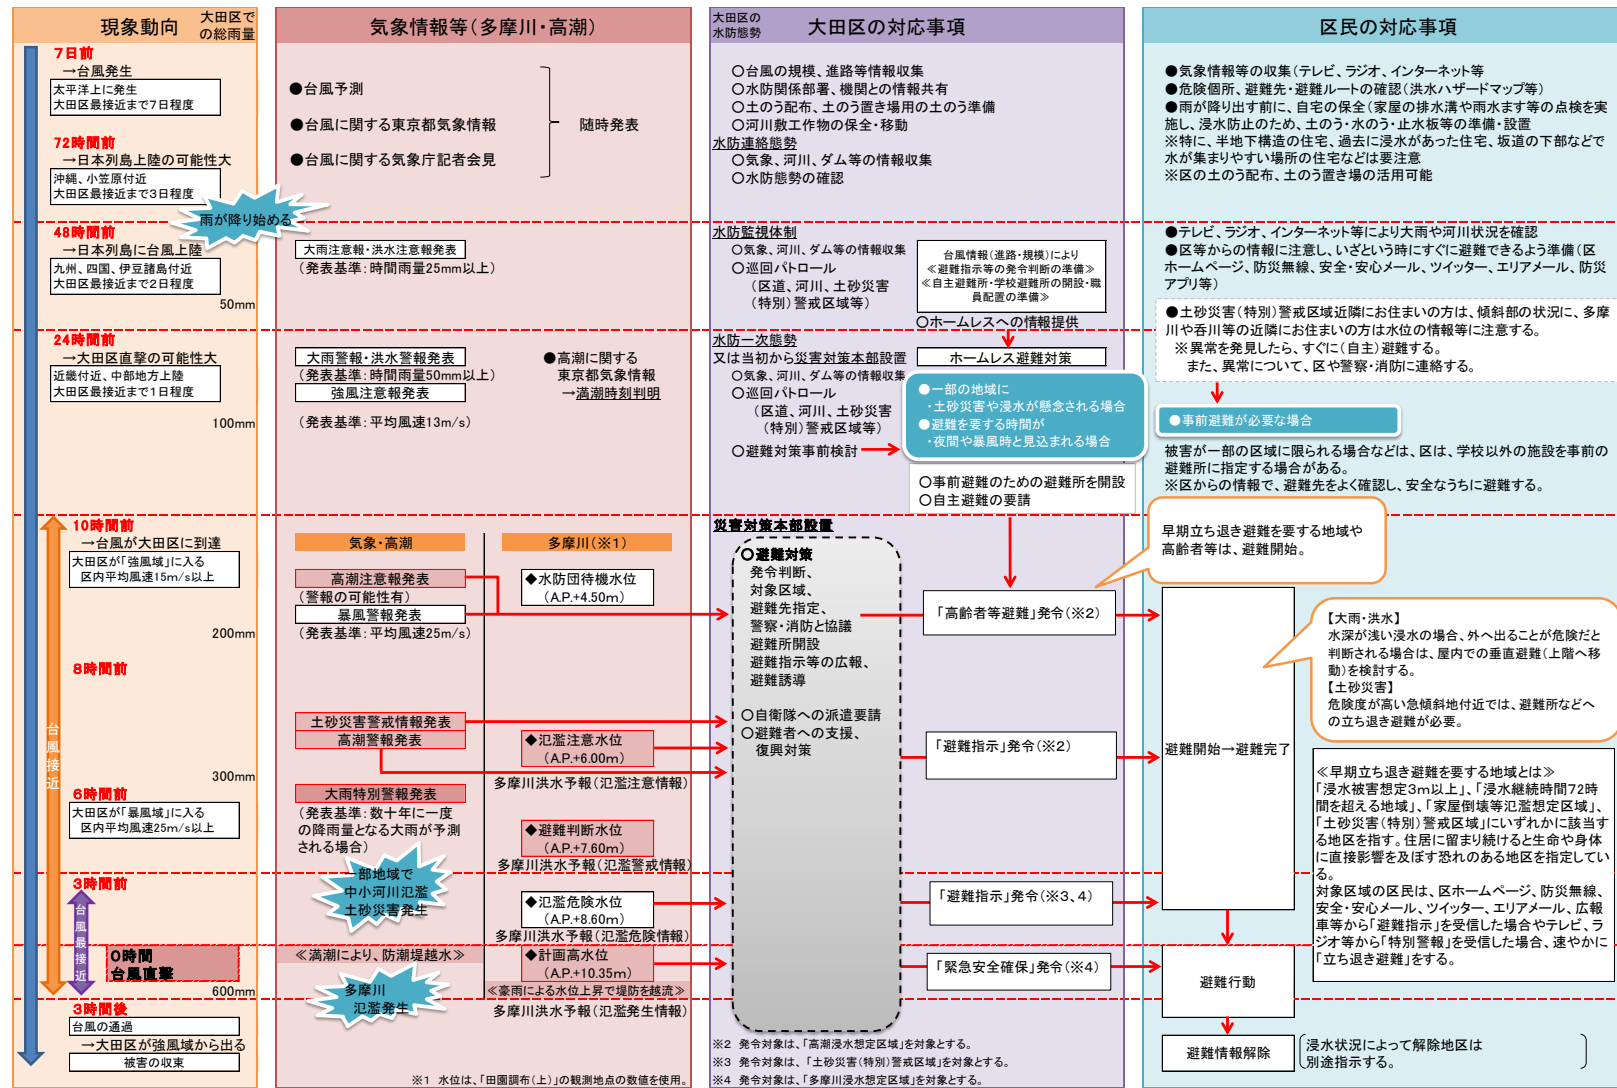 現象動向
大田区で
の総雨量
7日前
→台風発生
太平洋上に発生
大田区最接近まで7日程度
72時間前
→日本列島上陸の可能性大
沖縄、小笠原付近
大田区最接近まで3日程度
雨が降り始める
48時間前
→日本列島に台風上陸
九州、四国、伊豆諸島付近
大田区最接近まで2日程度
50mm
24時間前
→大田区直撃の可能性大
近畿付近、中部地方上陸
大田区最接近まで1日程度
100mm
10時間前
→台風が大田区に到達
大田区が「強風域」に入る
区内平均風速15m/s以上
200mm
8時間前
台風接近
300mm
6時間前
大田区が「暴風域」に入る
区内平均風速25m/s以上
3時間前
台風最接近
0時間
台風直撃
600mm
3時間後
台風の通過
→大田区が強風域から出る
被害の収束
気象情報等(多摩川・高潮)
●台風予測
●台風に関する東京都気象情報
●台風に関する気象庁記者会見
随時発表
大雨注意報・洪水注意報発表
(発表基準:時間雨量25mm以上)
大雨警報・洪水警報発表
(発表基準:時間雨量50mm以上)
強風注意報発表
(発表基準:平均風速13m/s)
●高潮に関する
東京都気象情報
→満潮時刻判明
気象・高潮
多摩川(※1)
高潮注意報発表
(警報の可能性有)
暴風警報発表
(発表基準:平均風速25m/s)
◆水防団待機水位
(A.P.+4.50m)
土砂災害警戒情報発表
高潮警報発表
◆氾濫注意水位
(A.P.+6.00m)
多摩川洪水予報(氾濫注意情報)
大雨特別警報発表
(発表基準:数十年に一度
の降雨量となる大雨が予測
される場合)
◆避難判断水位
(A.P.+7.60m)
多摩川洪水予報(氾濫警戒情報)
一部地域で
中小河川氾濫
土砂災害発生
◆氾濫危険水位
(A.P.+8.60m)
多摩川洪水予報(氾濫危険情報)
≪満潮により、防潮堤越水≫
◆計画高水位
(A.P.+10.35m)
≪豪雨による水位上昇で堤防を越流≫
多摩川
氾濫発生
多摩川洪水予報(氾濫発生情報)
※1 水位は、「田園調布(上)」の観測地点の数値を使用。
大田区の
水防態勢
大田区の対応事項
○台風の規模、進路等情報収集
○水防関係部署、機関との情報共有
○土のう配布、土のう置き場用の土のう準備
○河川敷工作物の保全・移動
水防連絡態勢
○気象、河川、ダム等の情報収集
○水防態勢の確認
水防監視体制
○気象、河川、ダム等の情報収集
○巡回パトロール
(区道、河川、土砂災害
(特別)警戒区域等)
台風情報(進路・規模)により
≪避難指示等の発令判断の準備≫
≪自主避難所・学校避難所の開設・職
員配置の準備≫
○ホームレスへの情報提供
水防一次態勢
又は当初から災害対策本部設置
ホームレス避難対策
○気象、河川、ダム等の情報収集
○巡回パトロール
(区道、河川、土砂災害
(特別)警戒区域等)
○避難対策事前検討
●一部の地域に
・土砂災害や浸水が懸念される場合
●避難を要する時間が
・夜間や暴風時と見込まれる場合
○事前避難のための避難所を開設
○自主避難の要請
災害対策本部設置
○避難対策
発令判断、
対象区域、
避難先指定、
警察・消防と協議
避難所開設
避難指示等の広報、
避難誘導
○自衛隊への派遣要請
○避難者への支援、
復興対策
「高齢者等避難」発令(※2)
「避難指示」発令(※2)
「避難指示」発令(※3、4)
「緊急安全確保」発令(※4)
※2 発令対象は、「高潮浸水想定区域」を対象とする。
※3 発令対象は、「土砂災害(特別)警戒区域」を対象とする。
※4 発令対象は、「多摩川浸水想定区域」を対象とする。
区民の対応事項
●気象情報等の収集(テレビ、ラジオ、インターネット等
●危険個所、避難先・避難ルートの確認(洪水ハザードマップ等)
●雨が降り出す前に、自宅の保全(家屋の排水溝や雨水ます等の点検を実
施し、浸水防止のため、土のう・水のう・止水板等の準備・設置
※特に、半地下構造の住宅、過去に浸水があった住宅、坂道の下部などで
水が集まりやすい場所の住宅などは要注意
※区の土のう配布、土のう置き場の活用可能
●テレビ、ラジオ、インターネット等により大雨や河川状況を確認
●区等からの情報に注意し、いざという時にすぐに避難できるよう準備(区
ホームページ、防災無線、安全・安心メール、ツイッター、エリアメール、防災
アプリ等)
●土砂災害(特別)警戒区域近隣にお住まいの方は、傾斜部の状況に、多摩
川や呑川等の近隣にお住まいの方は水位の情報等に注意する。
※異常を発見したら、すぐに(自主)避難する。
また、異常について、区や警察・消防に連絡する。
●事前避難が必要な場合
被害が一部の区域に限られる場合などは、区は、学校以外の施設を事前の
避難所に指定する場合がある。
※区からの情報で、避難先をよく確認し、安全なうちに避難する。
早期立ち退き避難を要する地域や
高齢者等は、避難開始。
【大雨・洪水】
水深が浅い浸水の場合、外へ出ることが危険だと
判断される場合は、屋内での垂直避難(上階へ移
動)を検討する。
【土砂災害】
危険度が高い急傾斜地付近では、避難所などへ
の立ち退き避難が必要。
避難開始→避難完了
≪早期立ち退き避難を要する地域とは≫
「浸水被害想定3m以上」、「浸水継続時間72時
間を超える地域」、「家屋倒壊等氾濫想定区域」、
「土砂災害(特別)警戒区域」にいずれかに該当す
る地区を指す。住居に留まり続けると生命や身体
に直接影響を及ぼす恐れのある地区を指定してい
る。
対象区域の区民は、区ホームページ、防災無線、
安全・安心メール、ツイッター、エリアメール、広報
車等から「避難指示」を受信した場合やテレビ、ラ
ジオ等から「特別警報」を受信した場合、速やかに
「立ち退き避難」をする。
避難行動
避難情報解除
浸水状況によって解除地区は
別途指示する。